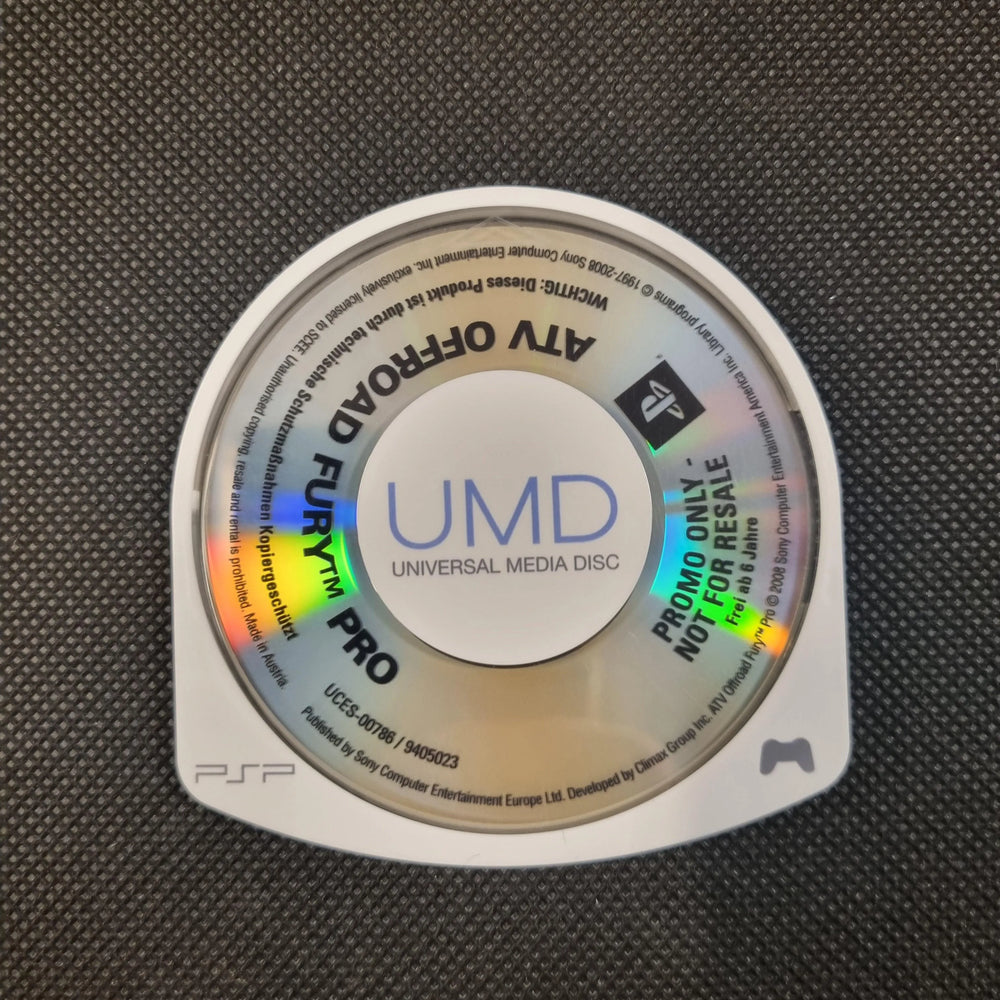 ATV OFFROAD FURY™ PRO
WICHTIG: Dieses Produkt ist durch technische Schutzmaßnahmen Kopiergeschützt
UMD
UNIVERSAL MEDIA DISC
PROMO ONLY -
NOT FOR RESALE
Frei ab 6 Jahre
UCES-00786 / 9405023
Published by Sony Computer Entertainment Europe Ltd. Developed by Climax Group Inc. ATV Offroad Fury™ Pro © 2008 Sony Computer Entertainment America Inc. Library programs © 1997-2008 Sony Computer Entertainment Inc. exclusively licensed to SCEE. Unauthorised copying, resale and rental is prohibited. Made in Austria.
PSP